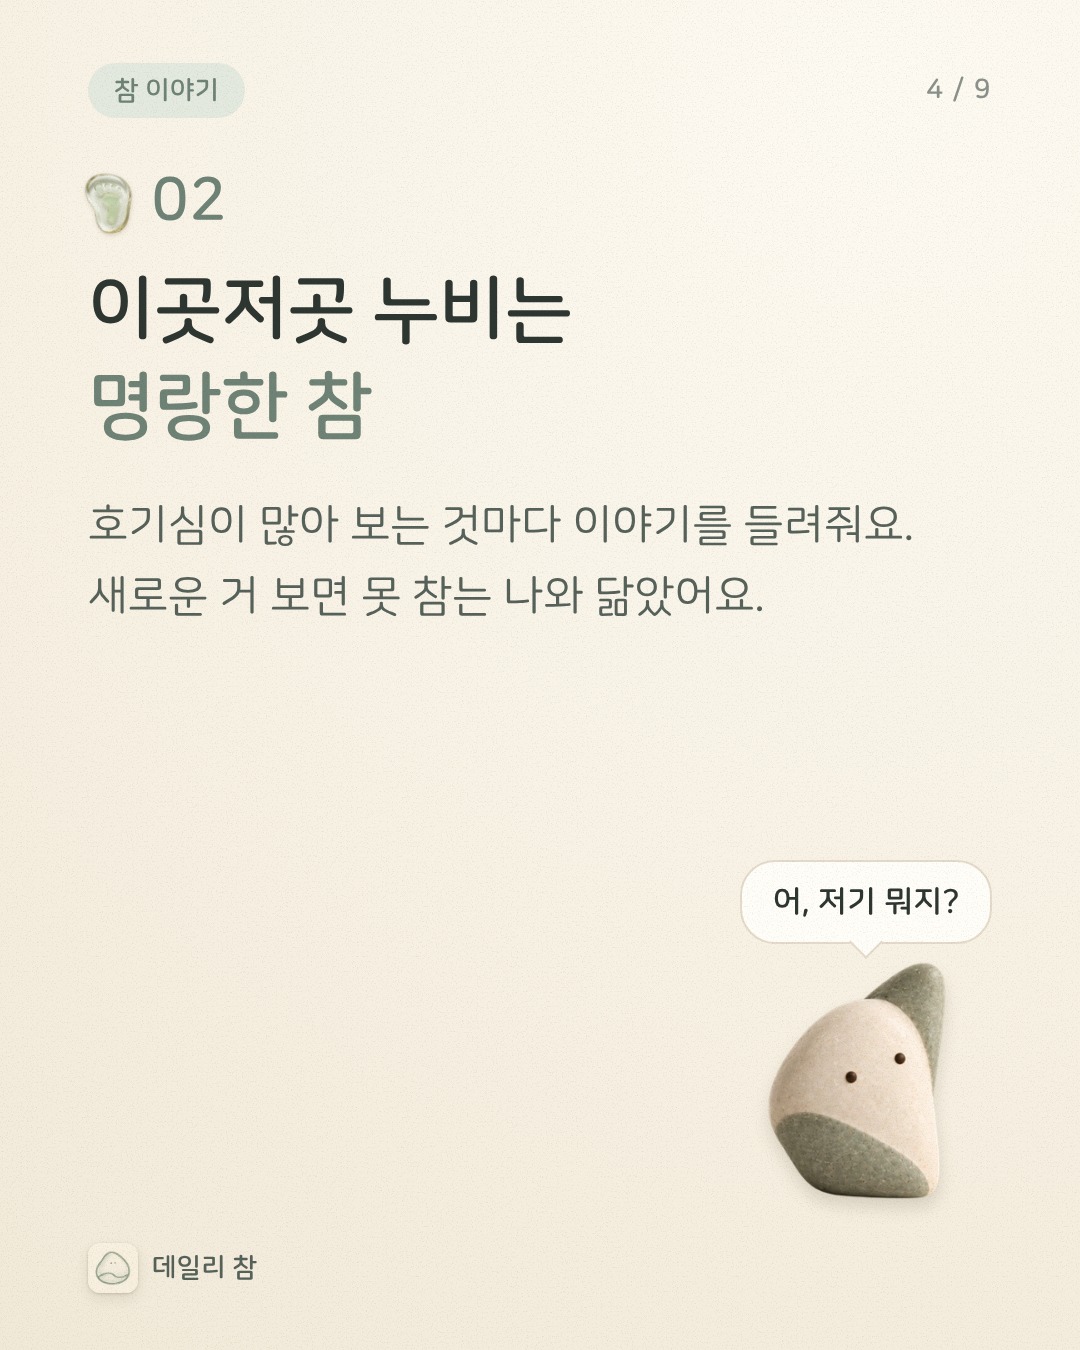 참 이야기
4 / 9
02
이곳저곳 누비는
명랑한 참
호기심이 많아 보는 것마다 이야기를 들려줘요.
새로운 거 보면 못 참는 나와 닮았어요.
어, 저기 뭐지?
데일리 참